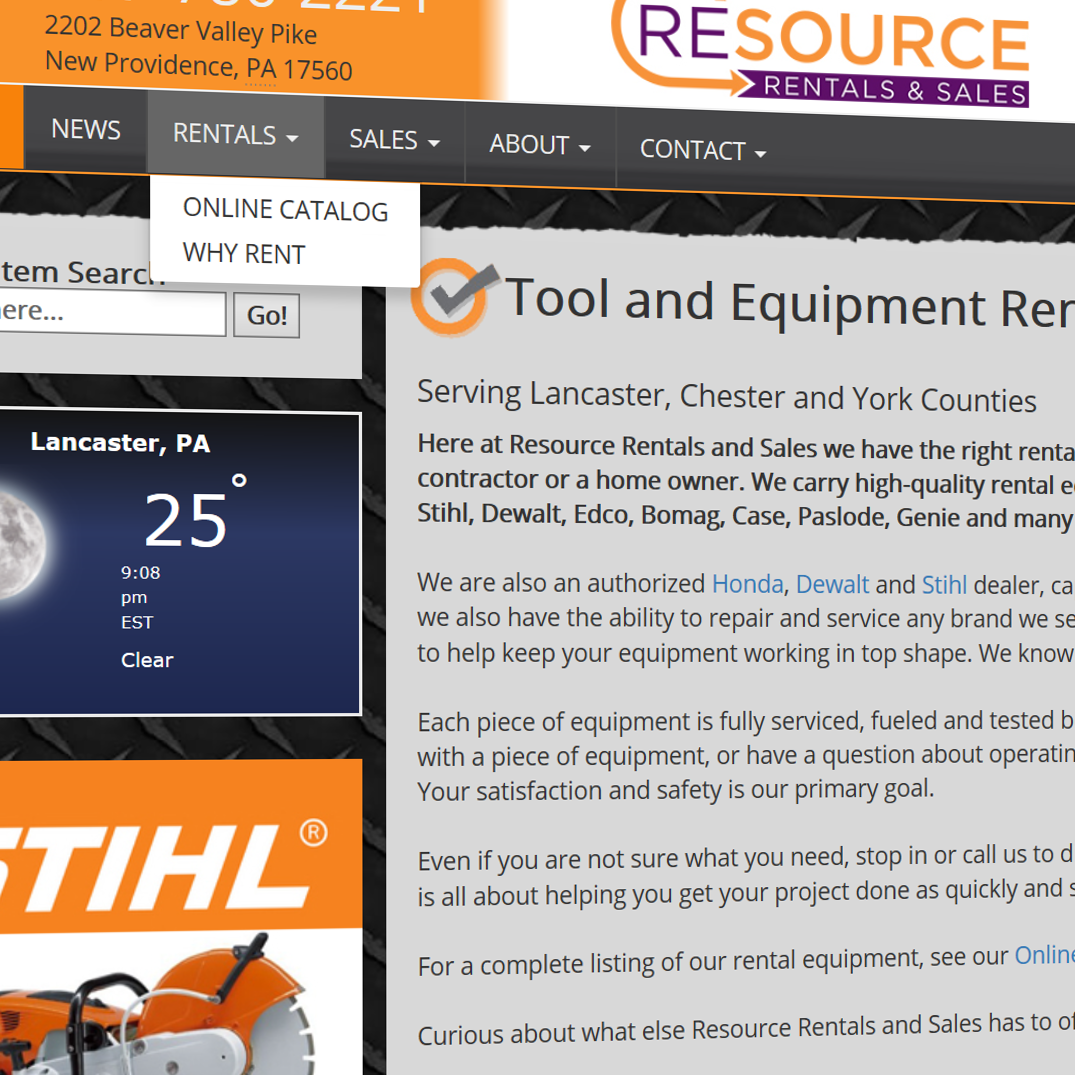 2202 Beaver Valley Pike
New Providence, PA 17560
RESOURCE
RENTALS & SALES
NEWS
RENTALS
SALES
ABOUT
CONTACT
ONLINE CATALOG
WHY RENT
Search
Go!
Lancaster, PA
25°
9:08
pm
EST
Clear
STIHL®
Tool and Equipment
Serving Lancaster, Chester and York Counties
Here at Resource Rentals and Sales we have the right
contractor or a home owner. We carry high-quality rental
Stihl, Dewalt, Edco, Bomag, Case, Paslode, Genie and many
We are also an authorized Honda, Dewalt and Stihl dealer,
we also have the ability to repair and service any brand we
to help keep your equipment working in top shape. We know
Each piece of equipment is fully serviced, fueled and tested
with a piece of equipment, or have a question about
Your satisfaction and safety is our primary goal.
Even if you are not sure what you need, stop in or call us to
is all about helping you get your project done as quickly and
For a complete listing of our rental equipment, see our Online
Curious about what else Resource Rentals and Sales has to